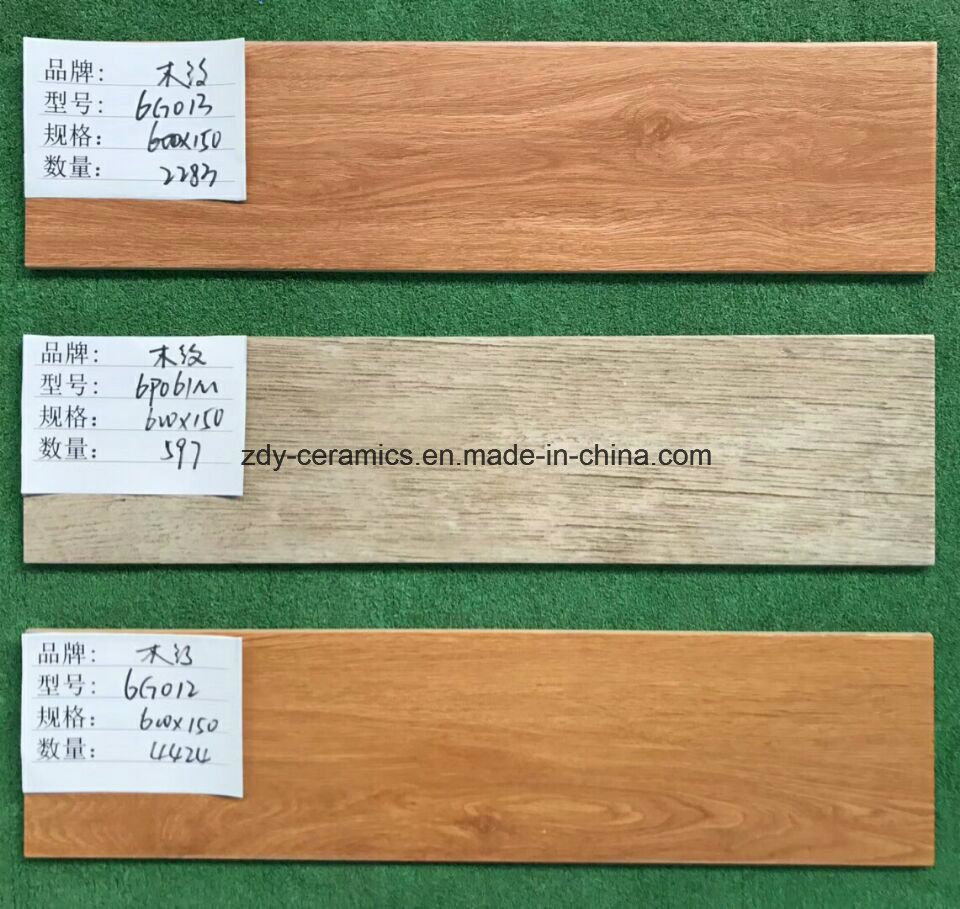 品牌: 木纹
型号: 6G013
规格: 600x150
数量: 2283
品牌: 木纹
型号: 6P061M
规格: 600x150
数量: 597
zdy-ceramics.en.made-in-china.com
品牌: 木纹
型号: 6G012
规格: 600x150
数量: 4424